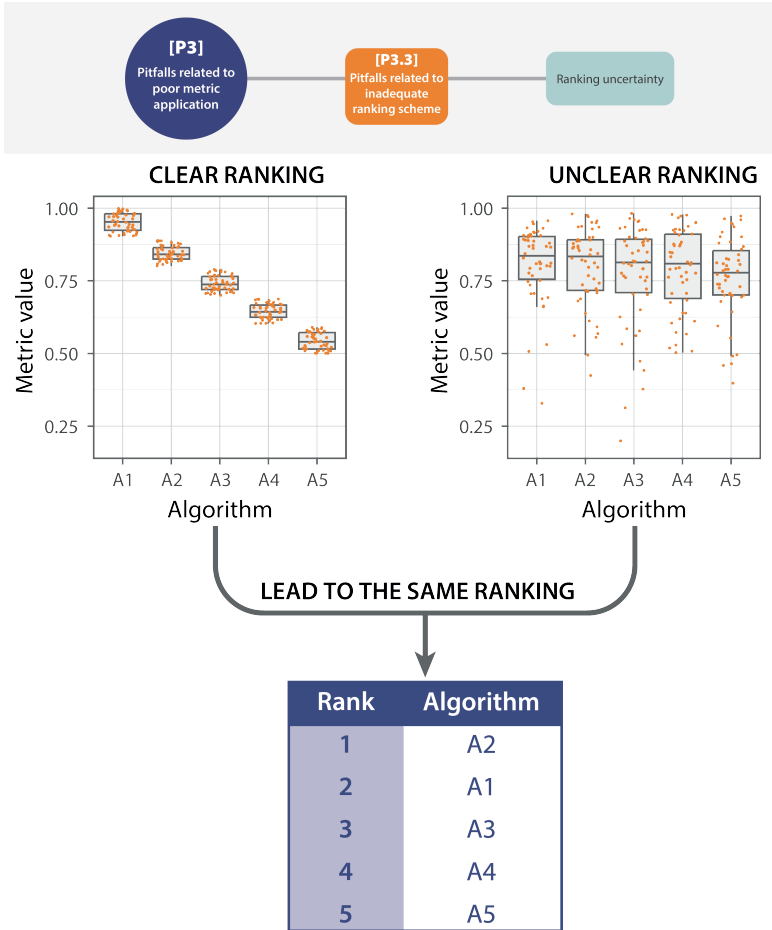 [P3]
Pitfalls related to
poor metric
application
[P3.3]
Pitfalls related to
inadequate
ranking scheme
Ranking uncertainty
CLEAR RANKING
UNCLEAR RANKING
Metric value
1.00
0.75
0.50
0.25
A1 A2 A3 A4 A5
Algorithm
Metric value
1.00
0.75
0.50
0.25
A1 A2 A3 A4 A5
Algorithm
LEAD TO THE SAME RANKING
Rank Algorithm
1 A2
2 A1
3 A3
4 A4
5 A5